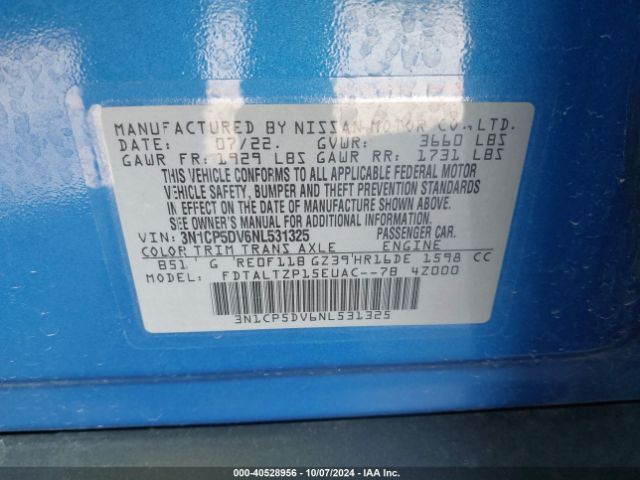 MANUFACTURED BY NISSAN MOTOR CO., LTD.
DATE: 07/22. GVWR: 3660 LBS
GAWR FR: 1929 LBS GAWR RR: 1731 LBS
THIS VEHICLE CONFORMS TO ALL APPLICABLE FEDERAL MOTOR
VEHICLE SAFETY, BUMPER AND THEFT PREVENTION STANDARDS
IN EFFECT ON THE DATE OF MANUFACTURE SHOWN ABOVE.
SEE OWNER'S MANUAL FOR ADDITIONAL INFORMATION.
VIN: 3N1CP5DV6NL531325 PASSENGER CAR.
COLOR TRIM TRANS AXLE ENGINE
B51 G RE0F11B GZ39 HR16DE 1598 CC
MODEL: FDTALTZP15EUAC--7B 4Z000
3N1CP5DV6NL531325
000-40528956 - 10/07/2024 - IAA Inc.